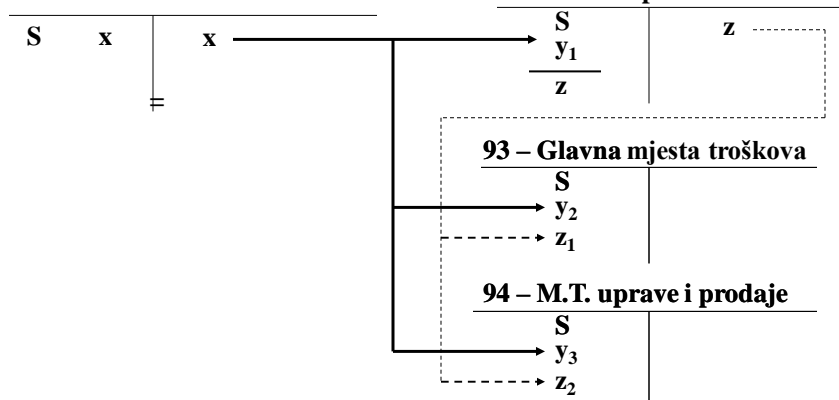 S x x
S z
y₁
z
93 – Glavna mjesta troškova
S
y₂
z₁
94 – M.T. uprave i prodaje
S
y₃
z₂